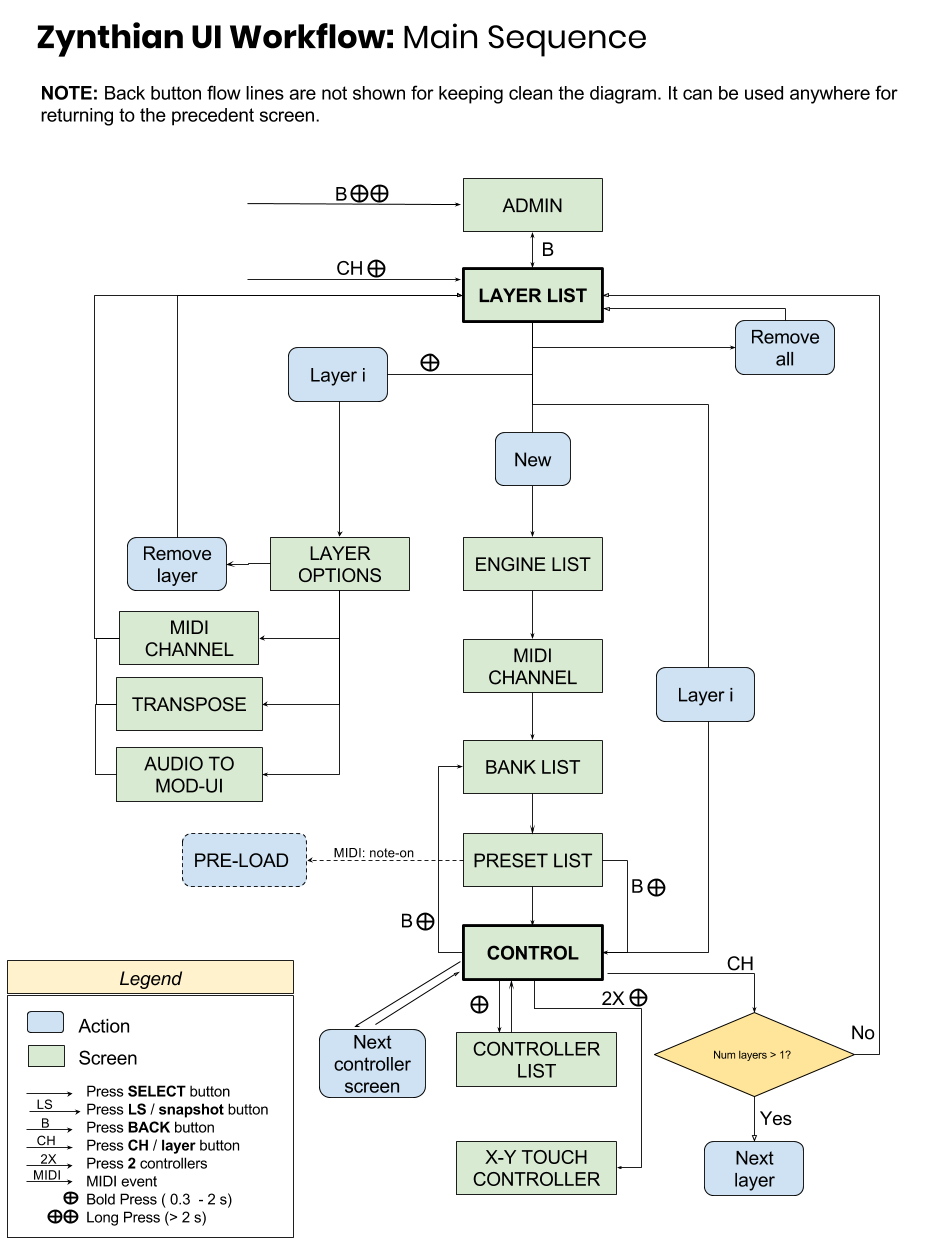 Zynthian UI Workflow: Main Sequence
NOTE: Back button flow lines are not shown for keeping clean the diagram. It can be used anywhere for
returning to the precedent screen.
B ⊕⊕
ADMIN
B
CH ⊕
LAYER LIST
Remove
all
⊕
Layer i
New
Remove
layer
LAYER
OPTIONS
ENGINE LIST
MIDI
CHANNEL
MIDI
CHANNEL
Layer i
TRANSPOSE
AUDIO TO
MOD-UI
BANK LIST
PRE-LOAD
MIDI: note-on
PRESET LIST
B ⊕
B ⊕
CONTROL
CH
⊕
2X ⊕
Next
controller
screen
CONTROLLER
LIST
Num layers > 1?
No
Yes
X-Y TOUCH
CONTROLLER
Next
layer
Legend
Action
Screen
Press SELECT button
LS Press LS / snapshot button
B Press BACK button
CH Press CH / layer button
2X Press 2 controllers
MIDI MIDI event
⊕ Bold Press ( 0.3 - 2 s)
⊕⊕ Long Press (> 2 s)